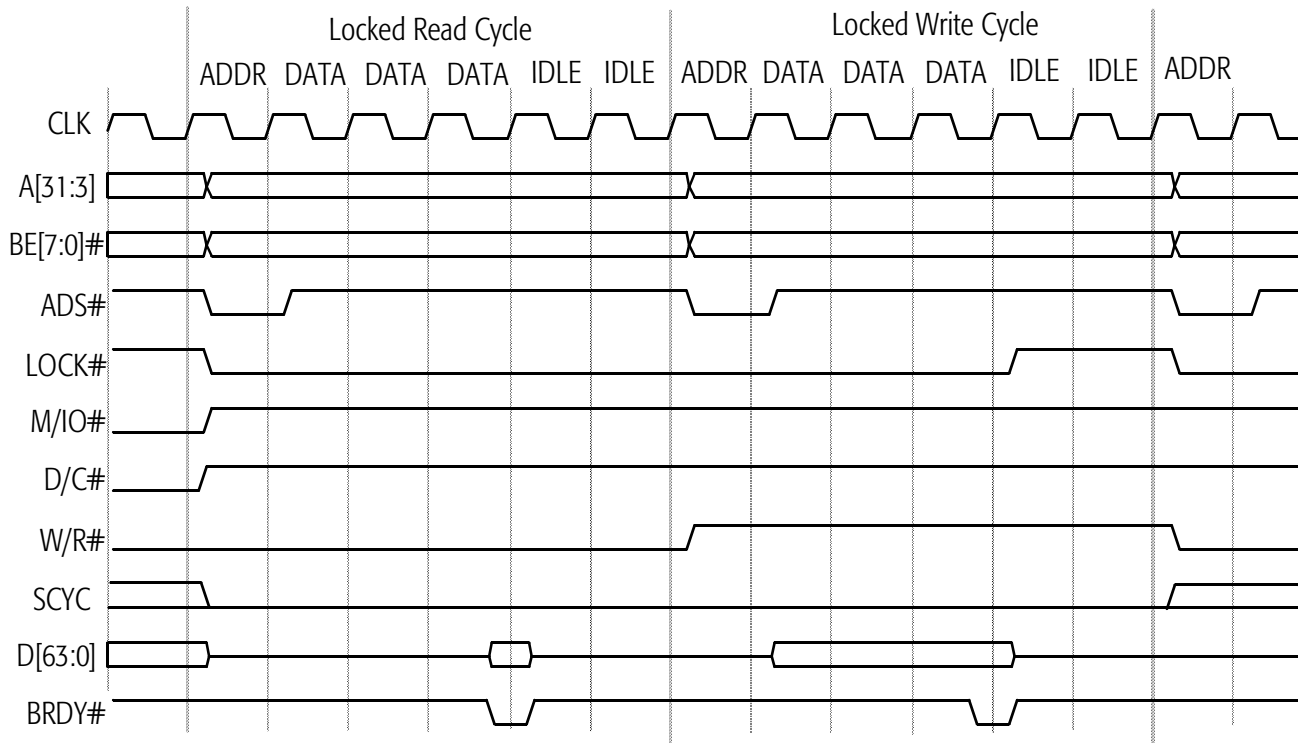 Locked Read Cycle Locked Write Cycle
ADDR DATA DATA DATA IDLE IDLE ADDR DATA DATA DATA IDLE IDLE ADDR
CLK
A[31:3]
BE[7:0]#
ADS#
LOCK#
M/IO#
D/C#
W/R#
SCYC
D[63:0]
BRDY#